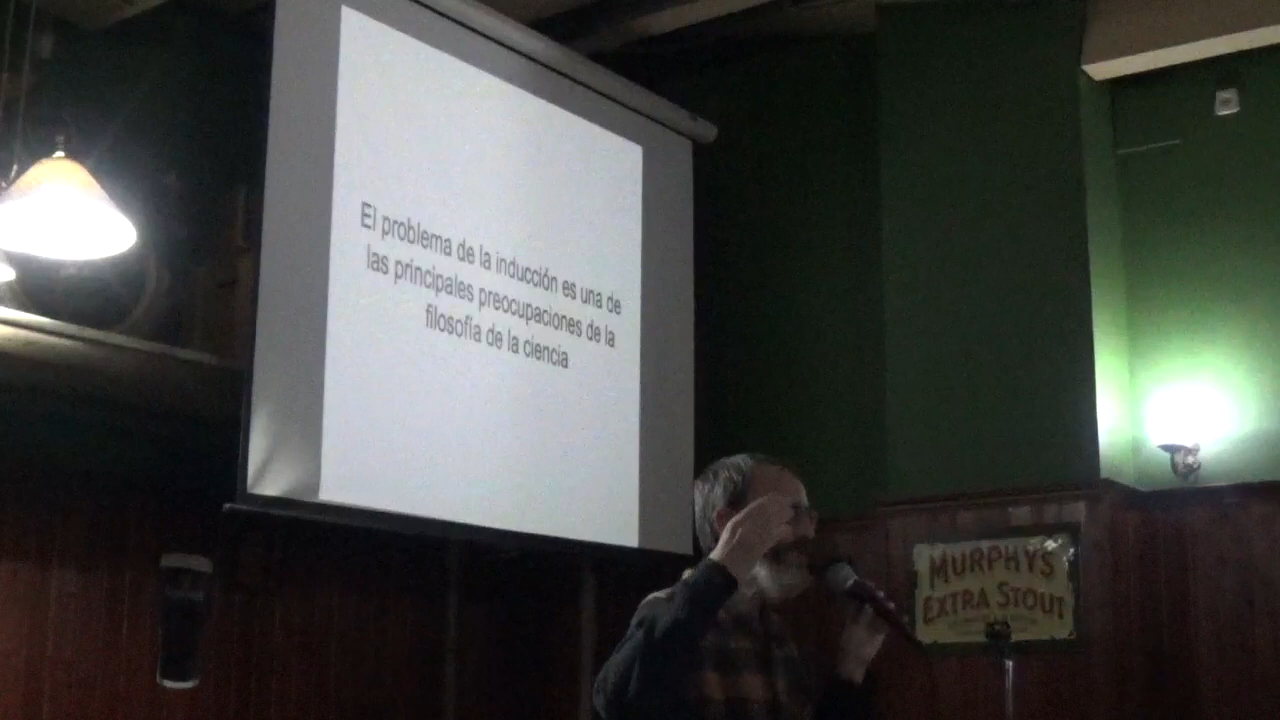 El problema de la inducción es una de
las principales preocupaciones de la
filosofía de la ciencia
MURPHYS
EXTRA STOUT